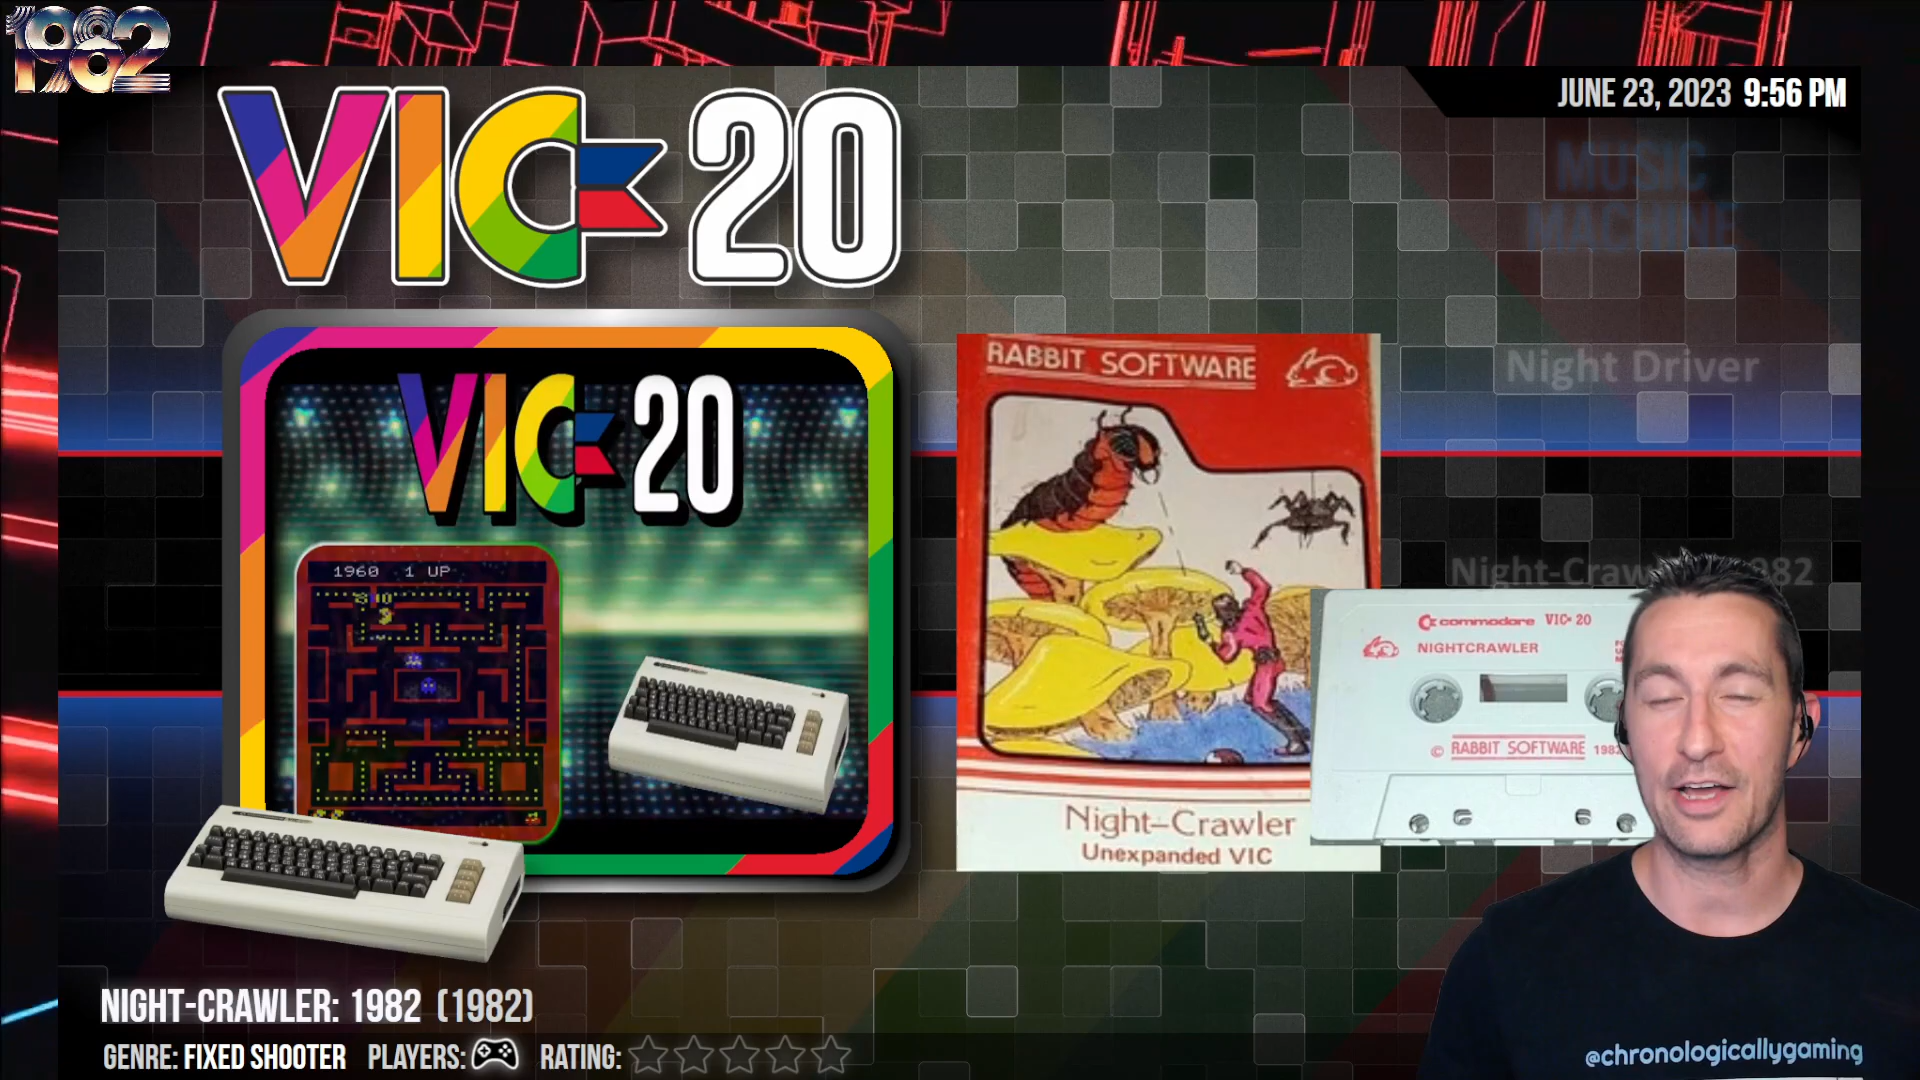 1982
JUNE 23, 2023 9:56 PM
VIC 20
MUSIC
MACHINE
Night Driver
VIC 20
1960 1 UP
RABBIT SOFTWARE
Night-Crawler
Unexpanded VIC
1982
commodore VIC 20
NIGHTCRAWLER
© RABBIT SOFTWARE 1982
NIGHT-CRAWLER: 1982 (1982)
GENRE: FIXED SHOOTER PLAYERS: RATING:
@chronologicallygaming